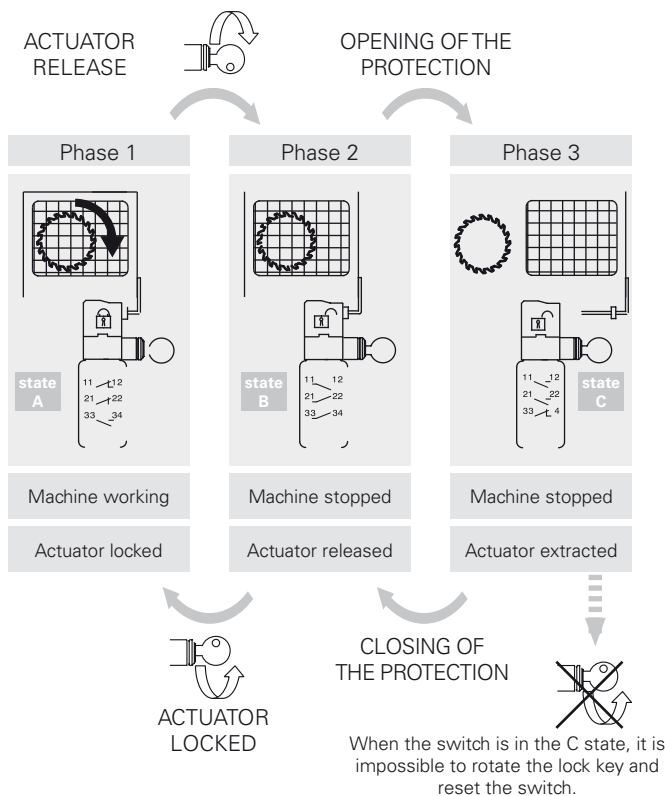 ACTUATOR
RELEASE
OPENING OF THE
PROTECTION
Phase 1
Phase 2
Phase 3
state
A
11 12
21 22
33 34
state
B
11 12
21 22
33 34
11 12
21 22
33 4
state
C
Machine working
Machine stopped
Machine stopped
Actuator locked
Actuator released
Actuator extracted
ACTUATOR
LOCKED
CLOSING OF
THE PROTECTION
When the switch is in the C state, it is
impossible to rotate the lock key and
reset the switch.